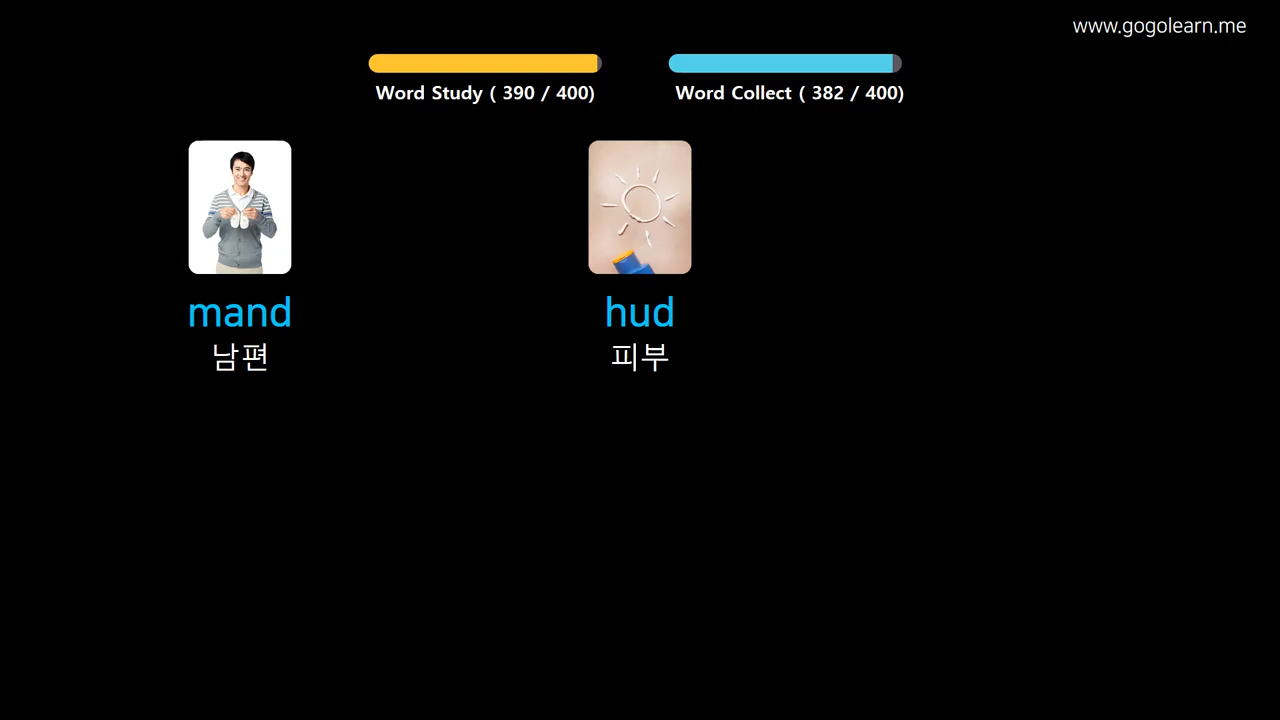 www.gogolearn.me
Word Study ( 390 / 400)
Word Collect ( 382 / 400)
mand
남편
hud
피부